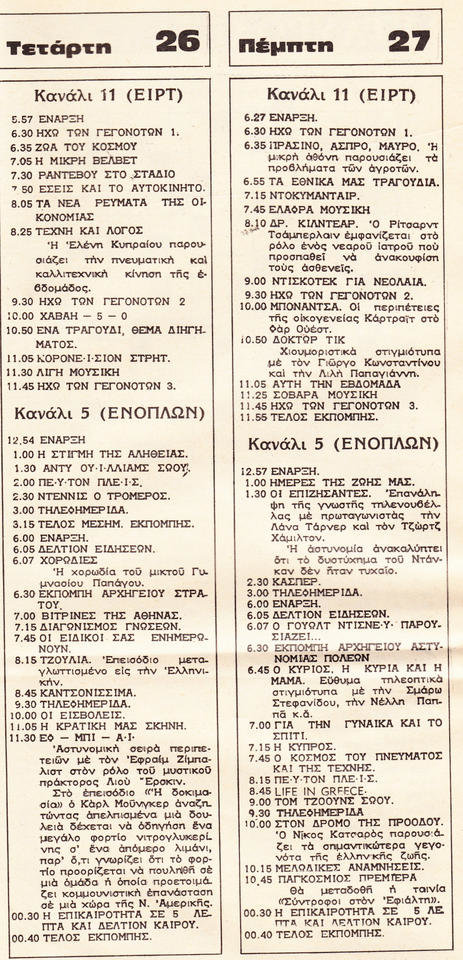 Τετάρτη 26
Κανάλι 11 (ΕΙΡΤ)
5.57 ΕΝΑΡΞΗ
6.30 ΗΧΩ ΤΩΝ ΓΕΓΟΝΟΤΩΝ 1.
6.35 ΖΩΑ ΤΟΥ ΚΟΣΜΟΥ
7.05 Η ΜΙΚΡΗ ΒΕΛΒΕΤ
7.30 ΡΑΝΤΕΒΟΥ ΣΤΟ ΣΤΑΔΙΟ
7 50 ΕΣΕΙΣ ΚΑΙ ΤΟ ΑΥΤΟΚΙΝΗΤΟ.
8.05 ΤΑ ΝΕΑ ΡΕΥΜΑΤΑ ΤΗΣ ΟΙ-
ΚΟΝΟΜΙΑΣ
8.25 ΤΕΧΝΗ ΚΑΙ ΛΟΓΟΣ
Ἡ Ἑλένη Κυπραίου παρου-
σιάζει τὴν πνευματικὴ καὶ
καλλιτεχνικὴ κίνηση τῆς ἑ-
βδομάδος.
9.30 ΗΧΩ ΤΩΝ ΓΕΓΟΝΟΤΩΝ 2
10.00 ΧΑΒΑΗ – 5 – 0
10.50 ΕΝΑ ΤΡΑΓΟΥΔΙ, ΘΕΜΑ ΔΙΗΓΗ-
ΜΑΤΟΣ.
11.05 ΚΟΡΟΝΕ·Ι·ΣΙΟΝ ΣΤΡΗΤ.
11.30 ΛΙΓΗ ΜΟΥΣΙΚΗ
11.45 ΗΧΩ ΤΩΝ ΓΕΓΟΝΟΤΩΝ 3.
Κανάλι 5 (ΕΝΟΠΛΩΝ)
12.54 ΕΝΑΡΞΗ
1.00 Η ΣΤΙΓΜΗ ΤΗΣ ΑΛΗΘΕΙΑΣ.
1.30 ΑΝΤΥ ΟΥ·Ι·ΛΛΙΑΜΣ ΣΩΟΥ.
2.00 ΠΕ·Υ·ΤΟΝ ΠΛΕ·Ι·Σ.
2.30 ΝΤΕΝΝΙΣ Ο ΤΡΟΜΕΡΟΣ.
3.00 ΤΗΛΕΟΗΜΕΡΙΔΑ.
3.15 ΤΕΛΟΣ ΜΕΣΗΜ. ΕΚΠΟΜΠΗΣ.
6.00 ΕΝΑΡΞΗ.
6.05 ΔΕΛΤΙΟΝ ΕΙΔΗΣΕΩΝ.
6.07 ΧΟΡΩΔΙΕΣ
Ἡ χορωδία τοῦ μικτοῦ Γυ-
μνασίου Παπάγου.
6.30 ΕΚΠΟΜΠΗ ΑΡΧΗΓΕΙΟΥ ΣΤΡΑ-
ΤΟΥ.
7.00 ΒΙΤΡΙΝΕΣ ΤΗΣ ΑΘΗΝΑΣ.
7.15 ΔΙΑΓΩΝΙΣΜΟΣ ΓΝΩΣΕΩΝ.
7.45 ΟΙ ΕΙΔΙΚΟΙ ΣΑΣ ΕΝΗΜΕΡΩ-
ΝΟΥΝ.
8.15 ΤΖΟΥΛΙΑ. Ἐπεισόδιο μετα-
γλωττισμένο εἰς τὴν Ἑλληνι-
κήν.
8.45 ΚΑΝΤΣΟΝΙΣΣΙΜΑ.
9.30 ΤΗΛΕΦΗΜΕΡΙΔΑ.
10.00 ΟΙ ΕΙΣΒΟΛΕΙΣ.
11.05 Η ΚΡΑΤΙΚΗ ΜΑΣ ΣΚΗΝΗ.
11.30 ΕΦ – ΜΠΙ – Α·Ι·
Ἀστυνομικὴ σειρὰ περιπε-
τειῶν μὲ τὸν Ἐφραὶμ Ζίμπα-
λιστ στὸν ρόλο τοῦ μυστικοῦ
πράκτορος Λιοὺ Ἔρσκιν.
Στὸ ἐπεισόδιο «Ἡ δοκιμα-
σία» ὁ Κὰρλ Μοῦνγκερ ἀναζη-
τώντας ἀπελπισμένα μιὰ δου-
λειὰ δέχεται νὰ ὁδηγήση ἕνα
μεγάλο φορτίο νιτρογλυκερί-
νης σ' ἕνα ἀπόμερο λιμάνι,
παρ' ὅ,τι γνωρίζει ὅτι τὸ φορ-
τίο προορίζεται νὰ πουληθῆ σὲ
μιὰ ὁμάδα ἡ ὁποία προετοιμά-
ζει κομμουνιστικὴ ἐπανάσταση
σὲ μιὰ χώρα τῆς Ν. Ἀμερικῆς.
00.30 Η ΕΠΙΚΑΙΡΟΤΗΤΑ ΣΕ 5 ΛΕ-
ΠΤΑ ΚΑΙ ΔΕΛΤΙΟΝ ΚΑΙΡΟΥ.
00.40 ΤΕΛΟΣ ΕΚΠΟΜΠΗΣ.
Πέμπτη 27
Κανάλι 11 (ΕΙΡΤ)
6.27 ΕΝΑΡΞΗ.
6.30 ΗΧΩ ΤΩΝ ΓΕΓΟΝΟΤΩΝ 1.
6.35 ΠΡΑΣΙΝΟ, ΑΣΠΡΟ, ΜΑΥΡΟ. Ἡ
μικρὴ ὀθόνη παρουσιάζει τὰ
προβλήματα τῶν ἀγροτῶν.
6.55 ΤΑ ΕΘΝΙΚΑ ΜΑΣ ΤΡΑΓΟΥΔΙΑ.
7.15 ΝΤΟΚΥΜΑΝΤΑΙΡ.
7.45 ΕΛΑΦΡΑ ΜΟΥΣΙΚΗ
8.10 ΔΡ. ΚΙΛΝΤΕΑΡ. Ὁ Ρίτσαρντ
Τσάμπερλαιν ἐμφανίζεται στὸ
ρόλο ἑνὸς νεαροῦ ἰατροῦ ποὺ
προσπαθεῖ νὰ ἀνακουφίση
τοὺς ἀσθενεῖς.
9.00 ΝΤΙΣΚΟΤΕΚ ΓΙΑ ΝΕΟΛΑΙΑ.
9.30 ΗΧΩ ΤΩΝ ΓΕΓΟΝΟΤΩΝ 2.
10.00 ΜΠΟΝΑΝΤΣΑ. Οἱ περιπέτειες
τῆς οἰκογενείας Κάρτραϊτ στὸ
Φὰρ Οὐέστ.
10.50 ΔΟΚΤΩΡ ΤΙΚ
Χιουμοριστικὰ στιγμιότυπα
μὲ τὸν Γιῶργο Κωνσταντίνου
καὶ τὴν Λιλὴ Παπαγιάννη.
11.05 ΑΥΤΗ ΤΗΝ ΕΒΔΟΜΑΔΑ
11.25 ΣΟΒΑΡΑ ΜΟΥΣΙΚΗ
11.45 ΗΧΩ ΤΩΝ ΓΕΓΟΝΟΤΩΝ 3.
11.55 ΤΕΛΟΣ ΕΚΠΟΜΠΗΣ.
Κανάλι 5 (ΕΝΟΠΛΩΝ)
12.57 ΕΝΑΡΞΗ.
1.00 ΗΜΕΡΕΣ ΤΗΣ ΖΩΗΣ ΜΑΣ.
1.30 ΟΙ ΕΠΙΖΗΣΑΝΤΕΣ. Ἐπανάλη-
ψη τῆς γνωστῆς τηλενουβέλ-
λας μὲ πρωταγωνιστὰς τὴν
Λάνα Τάρνερ καὶ τὸν Τζὼρτζ
Χάμιλτον.
Ἡ ἀστυνομία ἀνακαλύπτει
ὅτι τὸ δυστύχημα τοῦ Ντάν-
καν δὲν ἦταν τυχαῖο.
2.30 ΚΑΣΠΕΡ.
3.00 ΤΗΛΕΦΗΜΕΡΙΔΑ.
6.00 ΕΝΑΡΞΗ.
6.05 ΔΕΛΤΙΟΝ ΕΙΔΗΣΕΩΝ.
6.07 Ο ΓΟΥΩΛΤ ΝΤΙΣΝΕ·Υ· ΠΑΡΟΥ-
ΣΙΑΖΕΙ...
6.30 ΕΚΠΟΜΠΗ ΑΡΧΗΓΕΙΟΥ ΑΣΤΥ-
ΝΟΜΙΑΣ ΠΟΛΕΩΝ
6.45 Ο ΚΥΡΙΟΣ, Η ΚΥΡΙΑ ΚΑΙ Η
ΜΑΜΑ. Εὔθυμα τηλεοπτικὰ
στιγμιότυπα μὲ τὴν Σμάρω
Στεφανίδου, τὴν Νέλλη Παπ-
πᾶ κ.ἄ.
7.00 ΓΙΑ ΤΗΝ ΓΥΝΑΙΚΑ ΚΑΙ ΤΟ
ΣΠΙΤΙ.
7.15 Η ΚΥΠΡΟΣ.
7.45 Ο ΚΟΣΜΟΣ ΤΟΥ ΠΝΕΥΜΑΤΟΣ
ΚΑΙ ΤΗΣ ΤΕΧΝΗΣ.
8.15 ΠΕ·Υ·ΤΟΝ ΠΛΕ·Ι·Σ.
8.45 LIFE IN GREECE.
9.00 ΤΟΜ ΤΖΟΟΥΝΣ ΣΩΟΥ.
9.30 ΤΗΛΕΦΗΜΕΡΙΔΑ
10.00 ΣΤΟΝ ΔΡΟΜΟ ΤΗΣ ΠΡΟΟΔΟΥ.
Ὁ Νίκος Κατσαρὸς παρουσιά-
ζει τὰ σημαντικώτερα γεγο-
νότα τῆς ἑλληνικῆς ζωῆς.
10.15 ΜΕΛΩΔΙΚΕΣ ΑΝΑΜΝΗΣΕΙΣ.
10.45 ΠΑΓΚΟΣΜΙΟΣ ΠΡΕΜΙΕΡΑ
Θὰ μεταδοθῆ ἡ ταινία
«Σύντροφοι στὸν Ἐφιάλτη».
00.30 Η ΕΠΙΚΑΙΡΟΤΗΤΑ ΣΕ 5 ΛΕ-
ΠΤΑ ΚΑΙ ΔΕΛΤΙΟΝ ΚΑΙΡΟΥ.
00.40 ΤΕΛΟΣ ΕΚΠΟΜΠΗΣ.